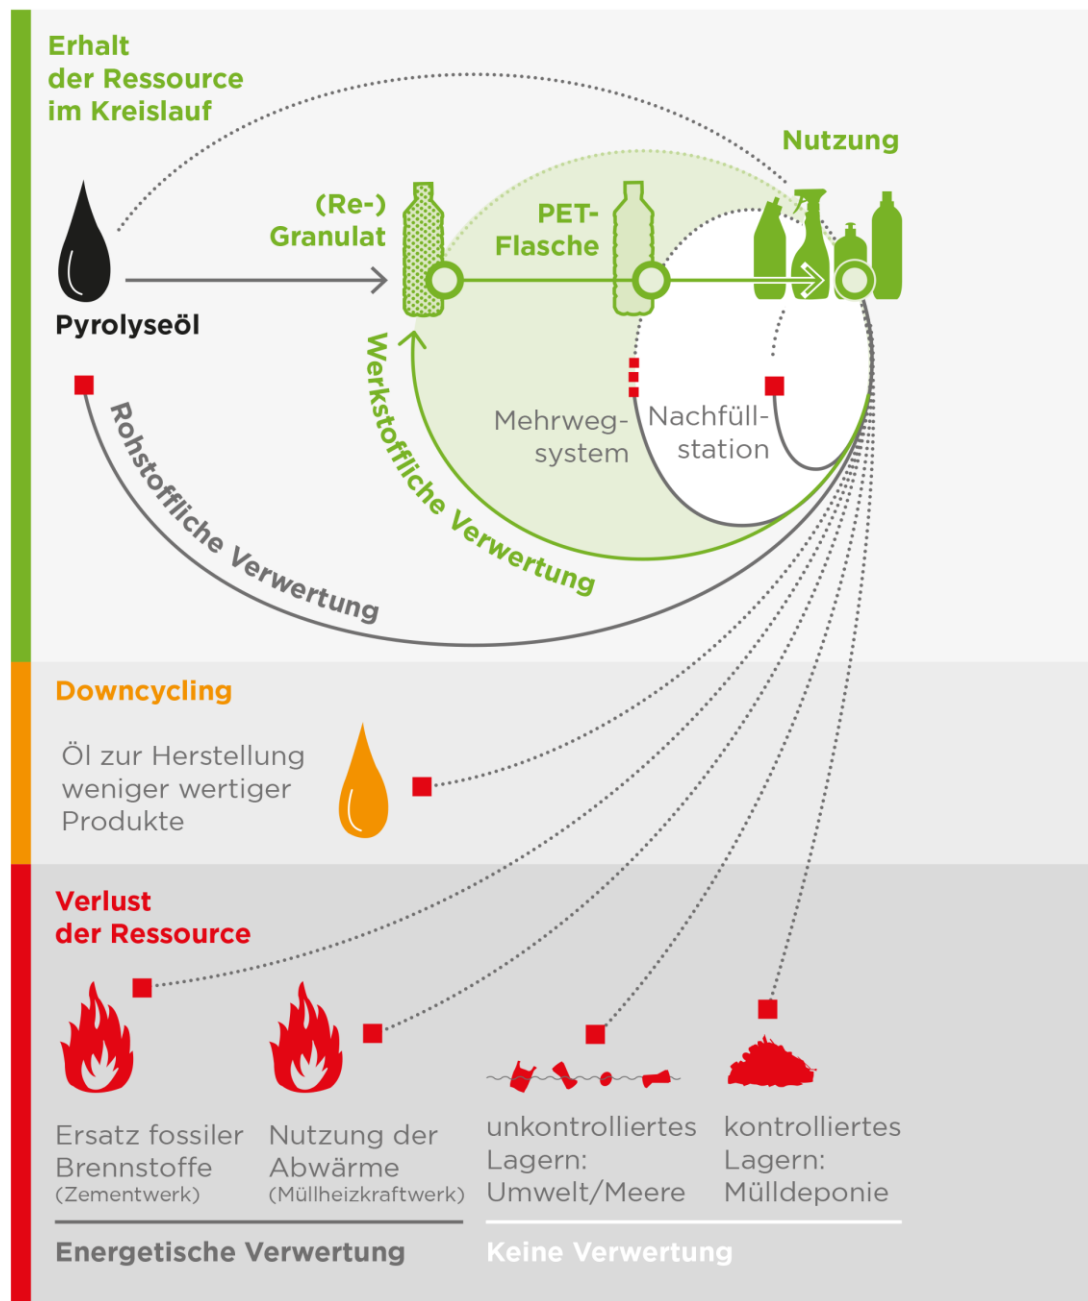 Erhalt
der Ressource
im Kreislauf
Nutzung
(Re-)
Granulat
PET-
Flasche
Pyrolyseöl
Mehrweg-
system
Nachfüll-
station
Werkstoffliche Verwertung
Rohstoffliche Verwertung
Downcycling
Öl zur Herstellung
weniger wertiger
Produkte
Verlust
der Ressource
Ersatz fossiler
Brennstoffe
(Zementwerk)
Nutzung der
Abwärme
(Müllheizkraftwerk)
unkontrolliertes
Lagern:
Umwelt/Meere
kontrolliertes
Lagern:
Mülldeponie
Energetische Verwertung
Keine Verwertung